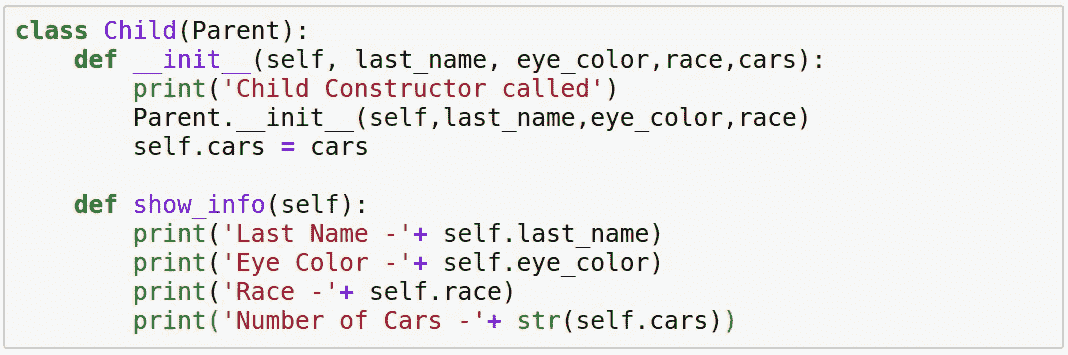 class Child(Parent):
    def __init__(self, last_name, eye_color,race,cars):
        print('Child Constructor called')
        Parent.__init__(self,last_name,eye_color,race)
        self.cars = cars

    def show_info(self):
        print('Last Name -'+ self.last_name)
        print('Eye Color -'+ self.eye_color)
        print('Race -'+ self.race)
        print('Number of Cars -'+ str(self.cars))